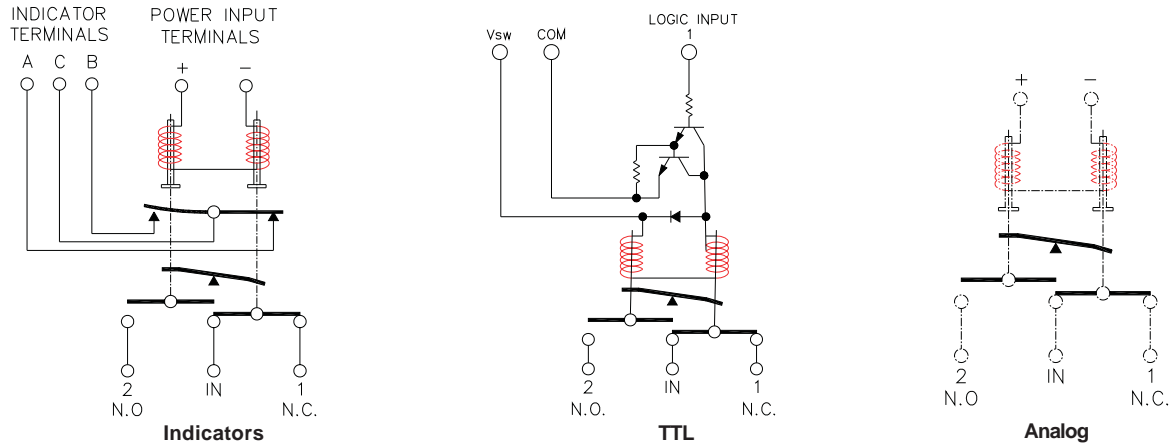 INDICATOR
TERMINALS
A C B
POWER INPUT
TERMINALS
+ −
2 IN 1
N.O N.C.
Indicators
Vsw COM
LOGIC INPUT
1
2 IN 1
N.O. N.C.
TTL
+ −
2 IN 1
N.O. N.C.
Analog